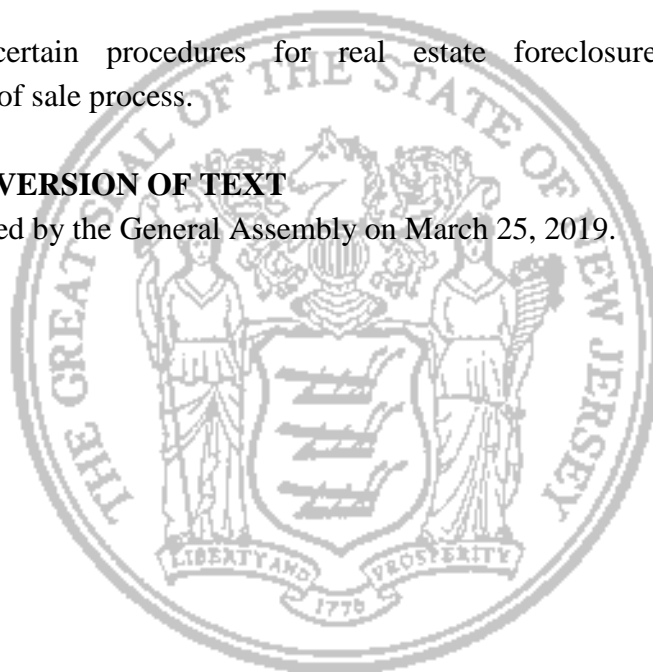 certain procedures for real estate foreclosure
of sale process.
VERSION OF TEXT
ed by the General Assembly on March 25, 2019.
THE GREAT SEAL OF THE STATE OF NEW JERSEY
LIBERTY AND PROSPERITY
1776